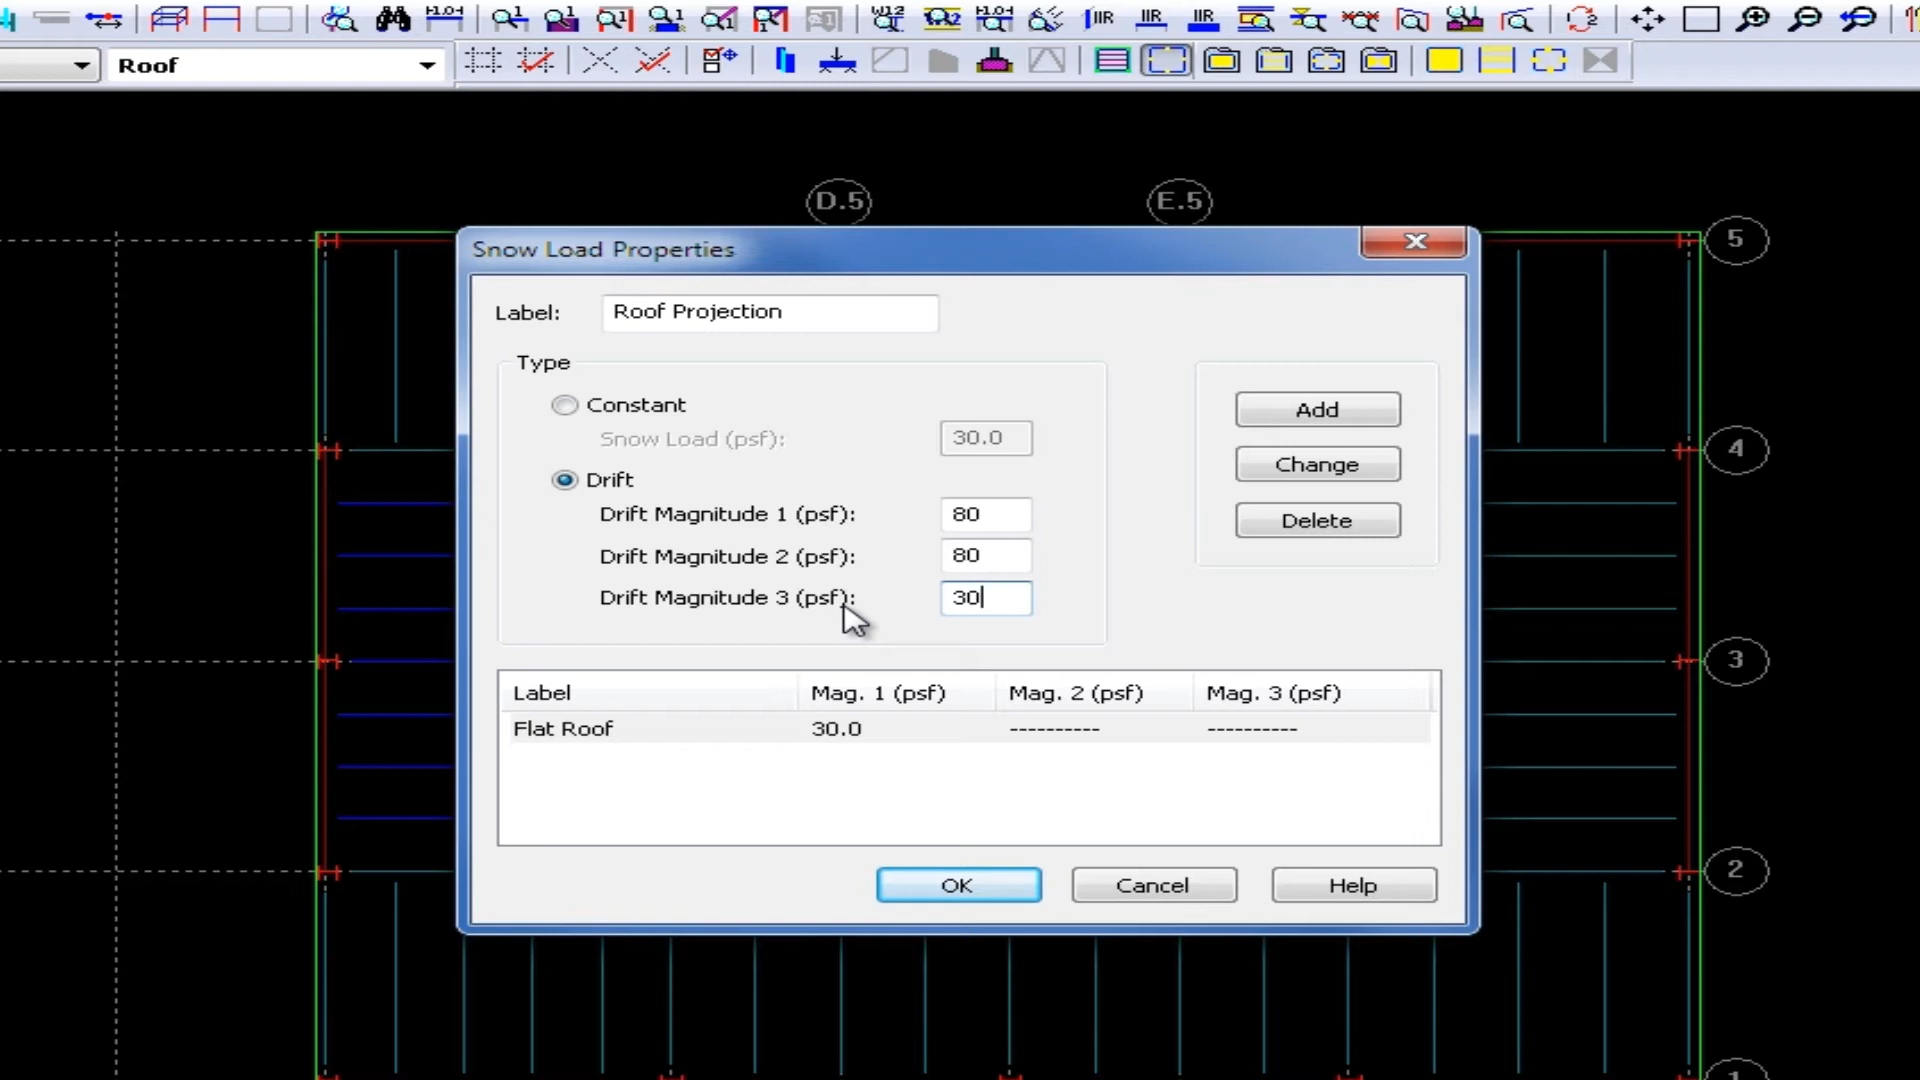 Roof
D.5
E.5
5
Snow Load Properties
Label:
Roof Projection
Type
Constant
Snow Load (psf):
30.0
Drift
Drift Magnitude 1 (psf):
80
Drift Magnitude 2 (psf):
80
Drift Magnitude 3 (psf):
30
Add
Change
Delete
4
3
Label
Mag. 1 (psf)
Mag. 2 (psf)
Mag. 3 (psf)
Flat Roof
30.0
----------
----------
2
OK
Cancel
Help
1